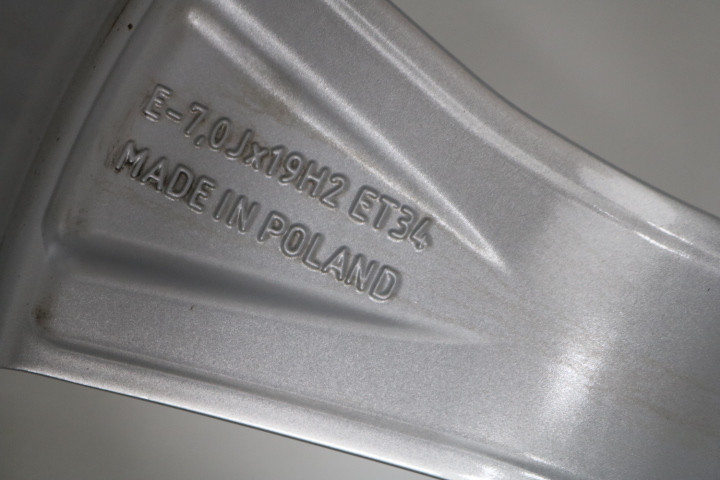 E-7,0Jx19H2 ET34
MADE IN POLAND